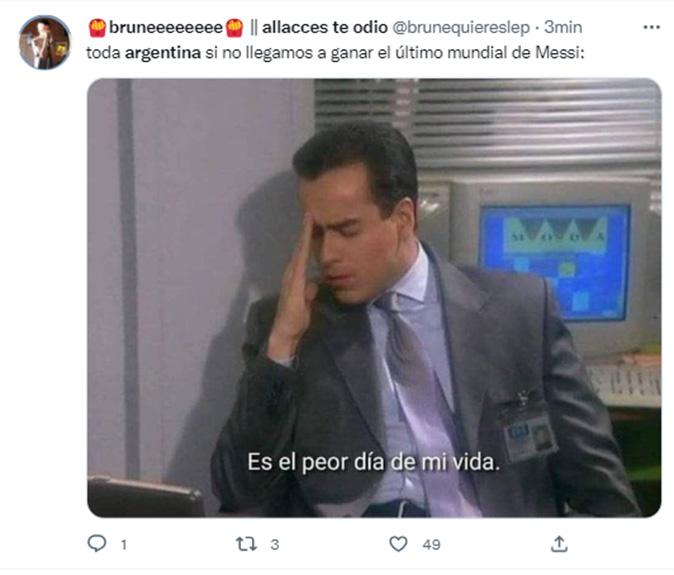 bruneeeeeeee || allacces te odio @brunequiereslep · 3min
toda argentina si no llegamos a ganar el último mundial de Messi:
Es el peor día de mi vida.
1 3 49